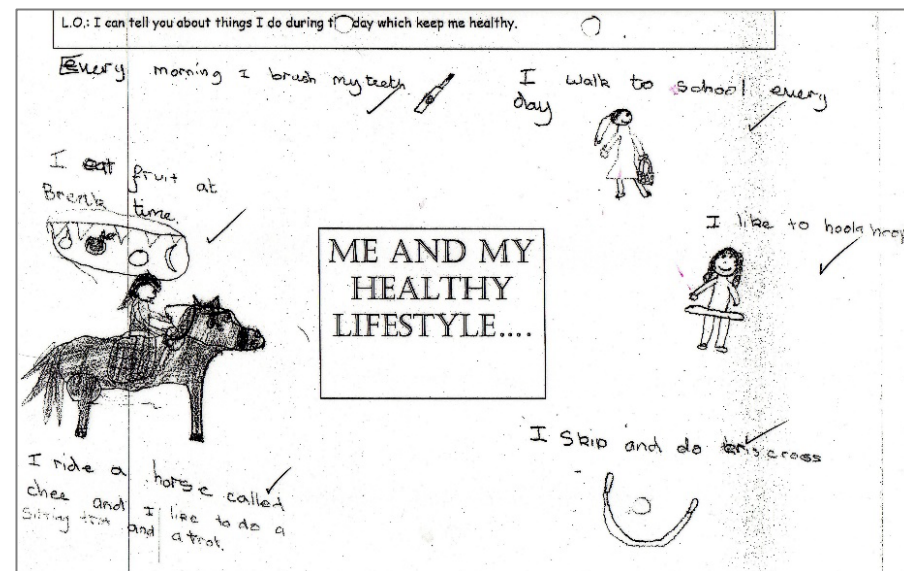 L.O.: I can tell you about things I do during t day which keep me healthy.
Every morning I brush my teeth.
I walk to school every
day
I eat fruit at
Break time.
I like to hoola hoop
ME AND MY
HEALTHY
LIFESTYLE....
I Skip and do crisscross
I ride a horse called
chee and I like to do a
Sitting trot and a trot.